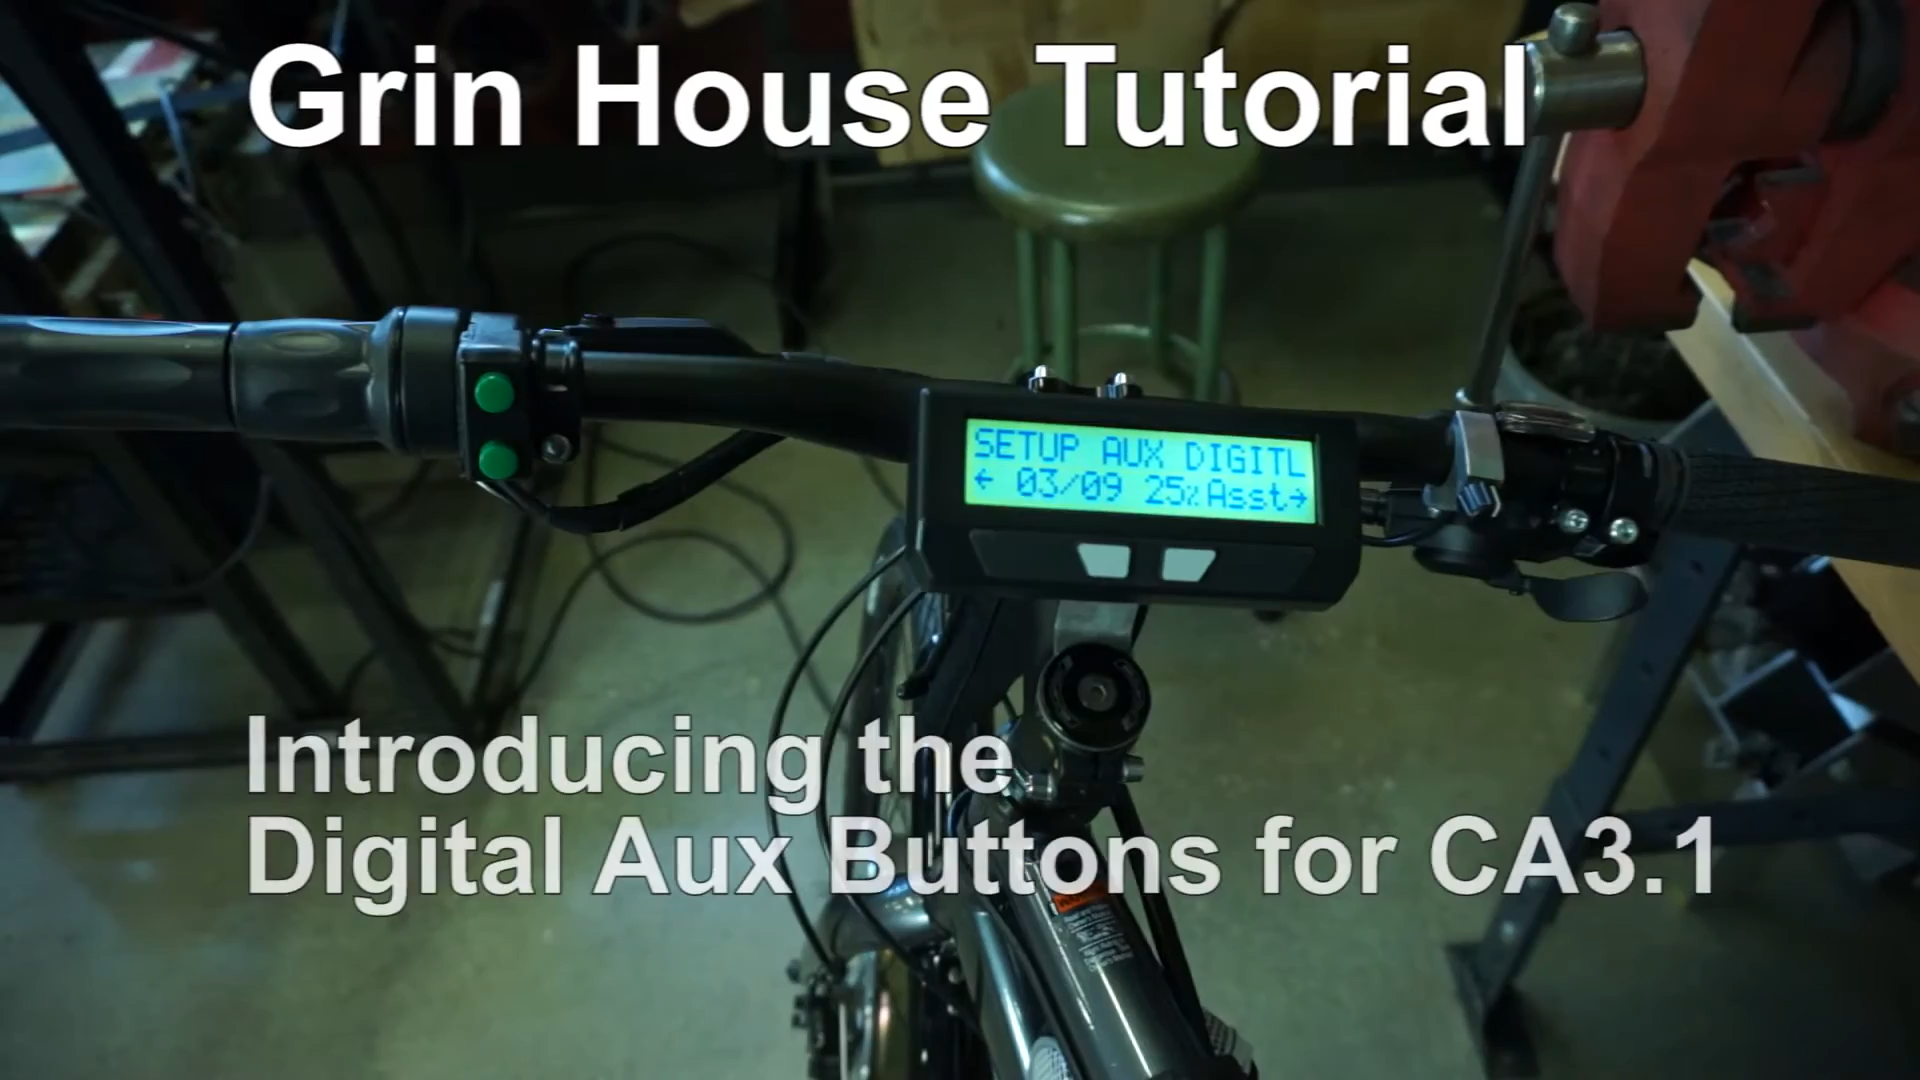 Grin House Tutorial
SETUP AUX DIGITL
← 03/09 25% Asst→
Introducing the
Digital Aux Buttons for CA3.1